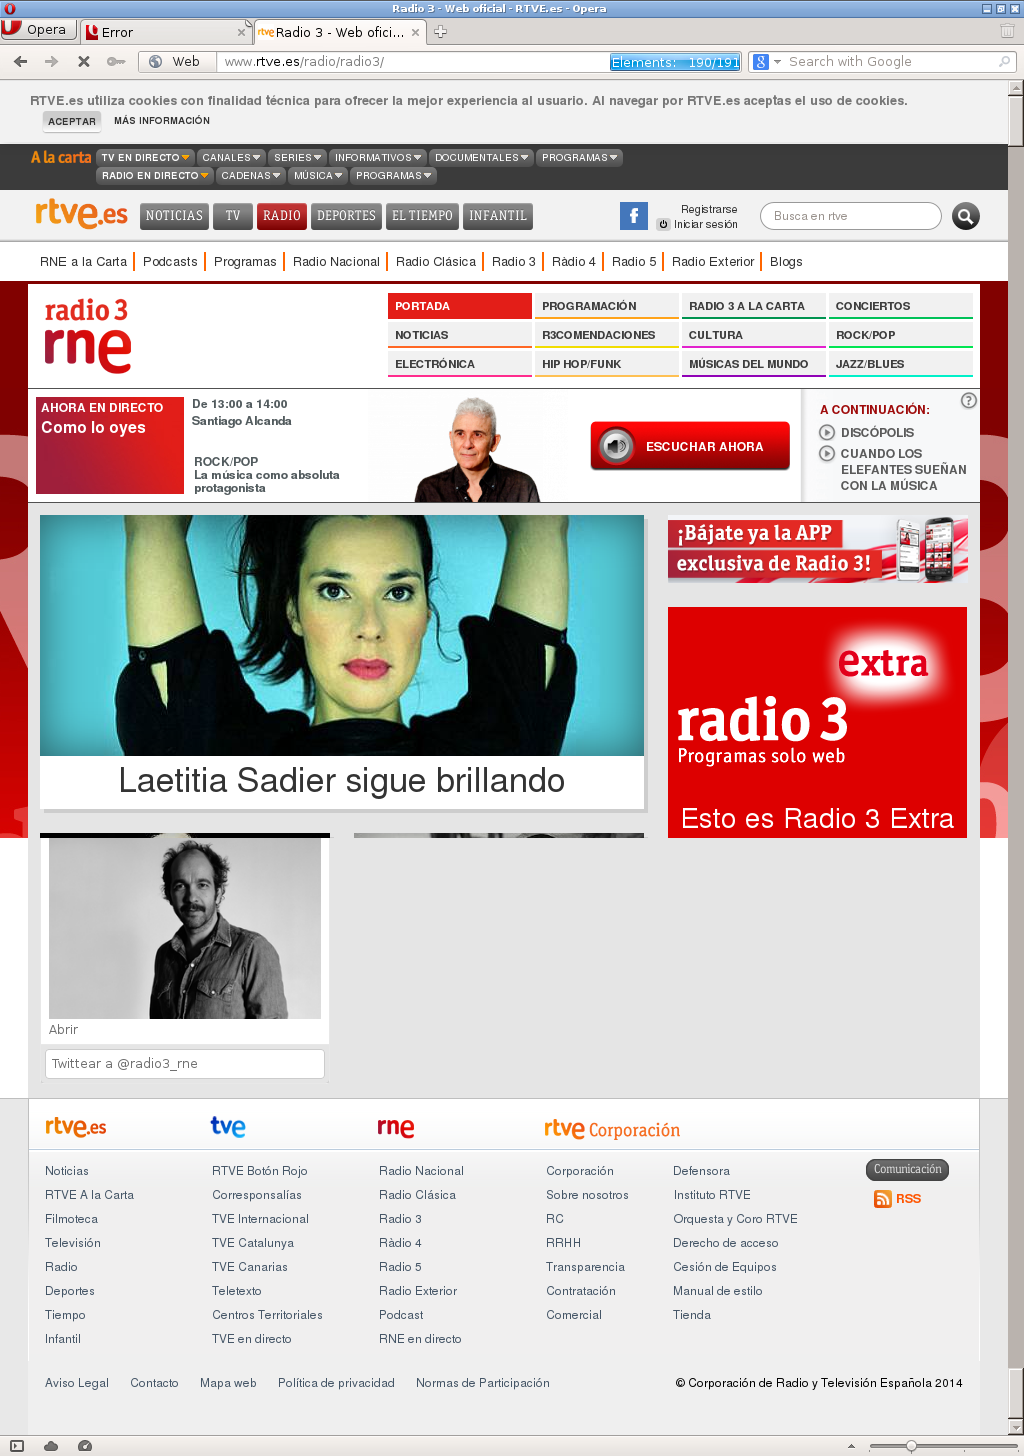 Radio 3 - Web oficial - RTVE.es - Opera
Opera
Error
rtve Radio 3 - Web ofici...
Web
www.rtve.es/radio/radio3/
Elements: 190/191
Search with Google
RTVE.es utiliza cookies con finalidad técnica para ofrecer la mejor experiencia al usuario. Al navegar por RTVE.es aceptas el uso de cookies.
ACEPTAR MÁS INFORMACIÓN
A la carta
TV EN DIRECTO CANALES SERIES INFORMATIVOS DOCUMENTALES PROGRAMAS
RADIO EN DIRECTO CADENAS MÚSICA PROGRAMAS
rtve.es
NOTICIAS TV RADIO DEPORTES EL TIEMPO INFANTIL
f
Registrarse
Iniciar sesión
Busca en rtve
RNE a la Carta Podcasts Programas Radio Nacional Radio Clásica Radio 3 Ràdio 4 Radio 5 Radio Exterior Blogs
radio 3
rne
PORTADA PROGRAMACIÓN RADIO 3 A LA CARTA CONCIERTOS
NOTICIAS R3COMENDACIONES CULTURA ROCK/POP
ELECTRÓNICA HIP HOP/FUNK MÚSICAS DEL MUNDO JAZZ/BLUES
AHORA EN DIRECTO
Como lo oyes
De 13:00 a 14:00
Santiago Alcanda
ROCK/POP
La música como absoluta
protagonista
ESCUCHAR AHORA
A CONTINUACIÓN:
?
DISCÓPOLIS
CUANDO LOS
ELEFANTES SUEÑAN
CON LA MÚSICA
Laetitia Sadier sigue brillando
¡Bájate ya la APP
exclusiva de Radio 3!
extra
radio 3
Programas solo web
Esto es Radio 3 Extra
Abrir
Twittear a @radio3_rne
rtve.es tve rne rtve Corporación
Noticias RTVE Botón Rojo Radio Nacional Corporación Defensora
RTVE A la Carta Corresponsalías Radio Clásica Sobre nosotros Instituto RTVE
Filmoteca TVE Internacional Radio 3 RC Orquesta y Coro RTVE
Televisión TVE Catalunya Ràdio 4 RRHH Derecho de acceso
Radio TVE Canarias Radio 5 Transparencia Cesión de Equipos
Deportes Teletexto Radio Exterior Contratación Manual de estilo
Tiempo Centros Territoriales Podcast Comercial Tienda
Infantil TVE en directo RNE en directo
Comunicación
RSS
Aviso Legal Contacto Mapa web Política de privacidad Normas de Participación
© Corporación de Radio y Televisión Española 2014